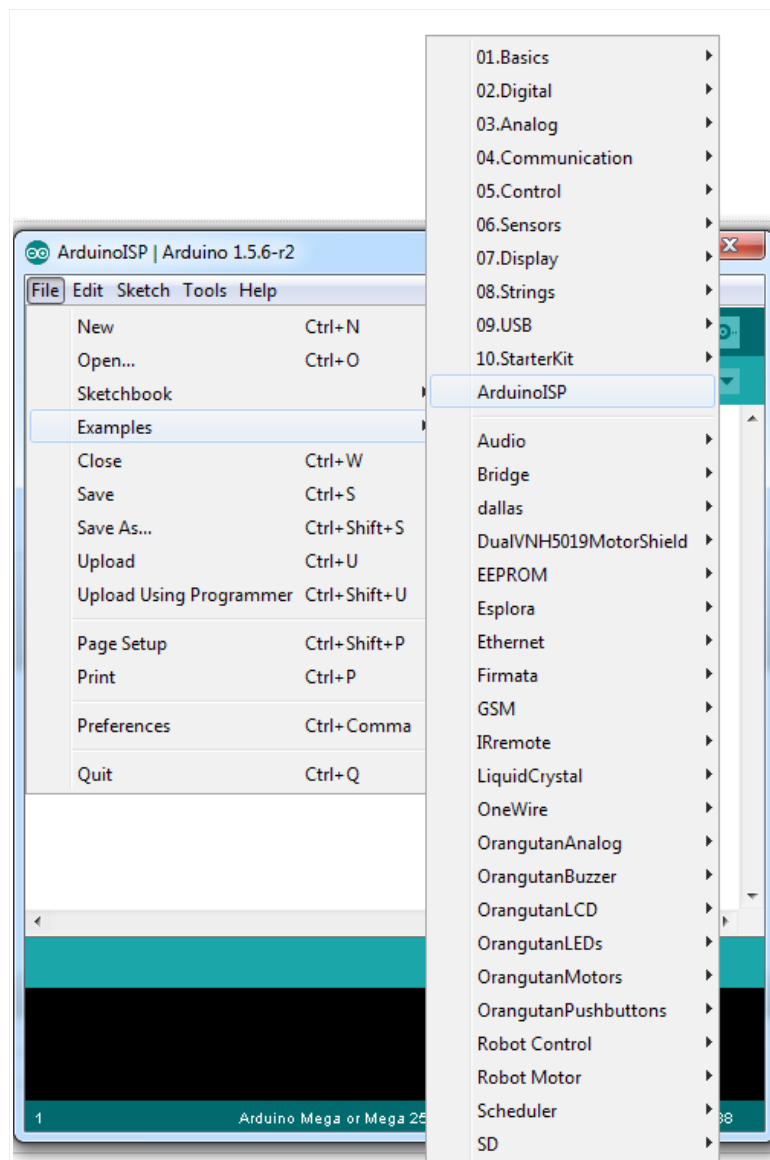 ArduinoISP | Arduino 1.5.6-r2
File Edit Sketch Tools Help
New Ctrl+N
Open... Ctrl+O
Sketchbook
Examples
Close Ctrl+W
Save Ctrl+S
Save As... Ctrl+Shift+S
Upload Ctrl+U
Upload Using Programmer Ctrl+Shift+U
Page Setup Ctrl+Shift+P
Print Ctrl+P
Preferences Ctrl+Comma
Quit Ctrl+Q
01.Basics
02.Digital
03.Analog
04.Communication
05.Control
06.Sensors
07.Display
08.Strings
09.USB
10.StarterKit
ArduinoISP
Audio
Bridge
dallas
DualVNH5019MotorShield
EEPROM
Esplora
Ethernet
Firmata
GSM
IRremote
LiquidCrystal
OneWire
OrangutanAnalog
OrangutanBuzzer
OrangutanLCD
OrangutanLEDs
OrangutanMotors
OrangutanPushbuttons
Robot Control
Robot Motor
Scheduler
SD
1 Arduino Mega or Mega